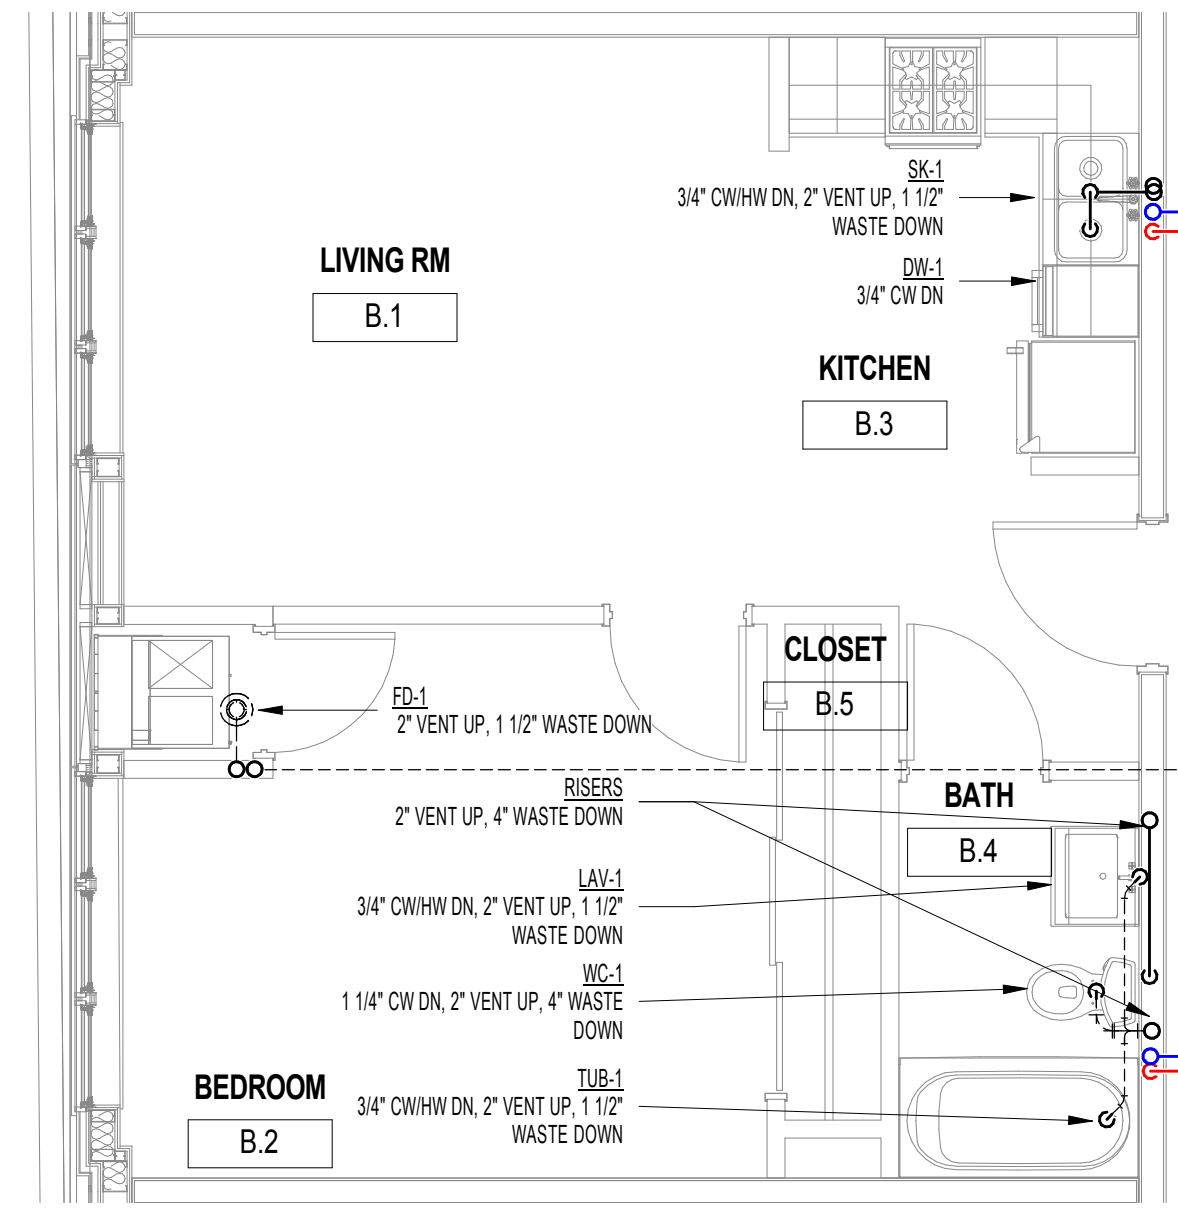 SK-1
3/4" CW/HW DN, 2" VENT UP, 1 1/2"
WASTE DOWN
LIVING RM
B.1
DW-1
3/4" CW DN
KITCHEN
B.3
CLOSET
B.5
FD-1
2" VENT UP, 1 1/2" WASTE DOWN
RISERS
2" VENT UP, 4" WASTE DOWN
BATH
B.4
LAV-1
3/4" CW/HW DN, 2" VENT UP, 1 1/2"
WASTE DOWN
WC-1
1 1/4" CW DN, 2" VENT UP, 4" WASTE
DOWN
BEDROOM
B.2
TUB-1
3/4" CW/HW DN, 2" VENT UP, 1 1/2"
WASTE DOWN